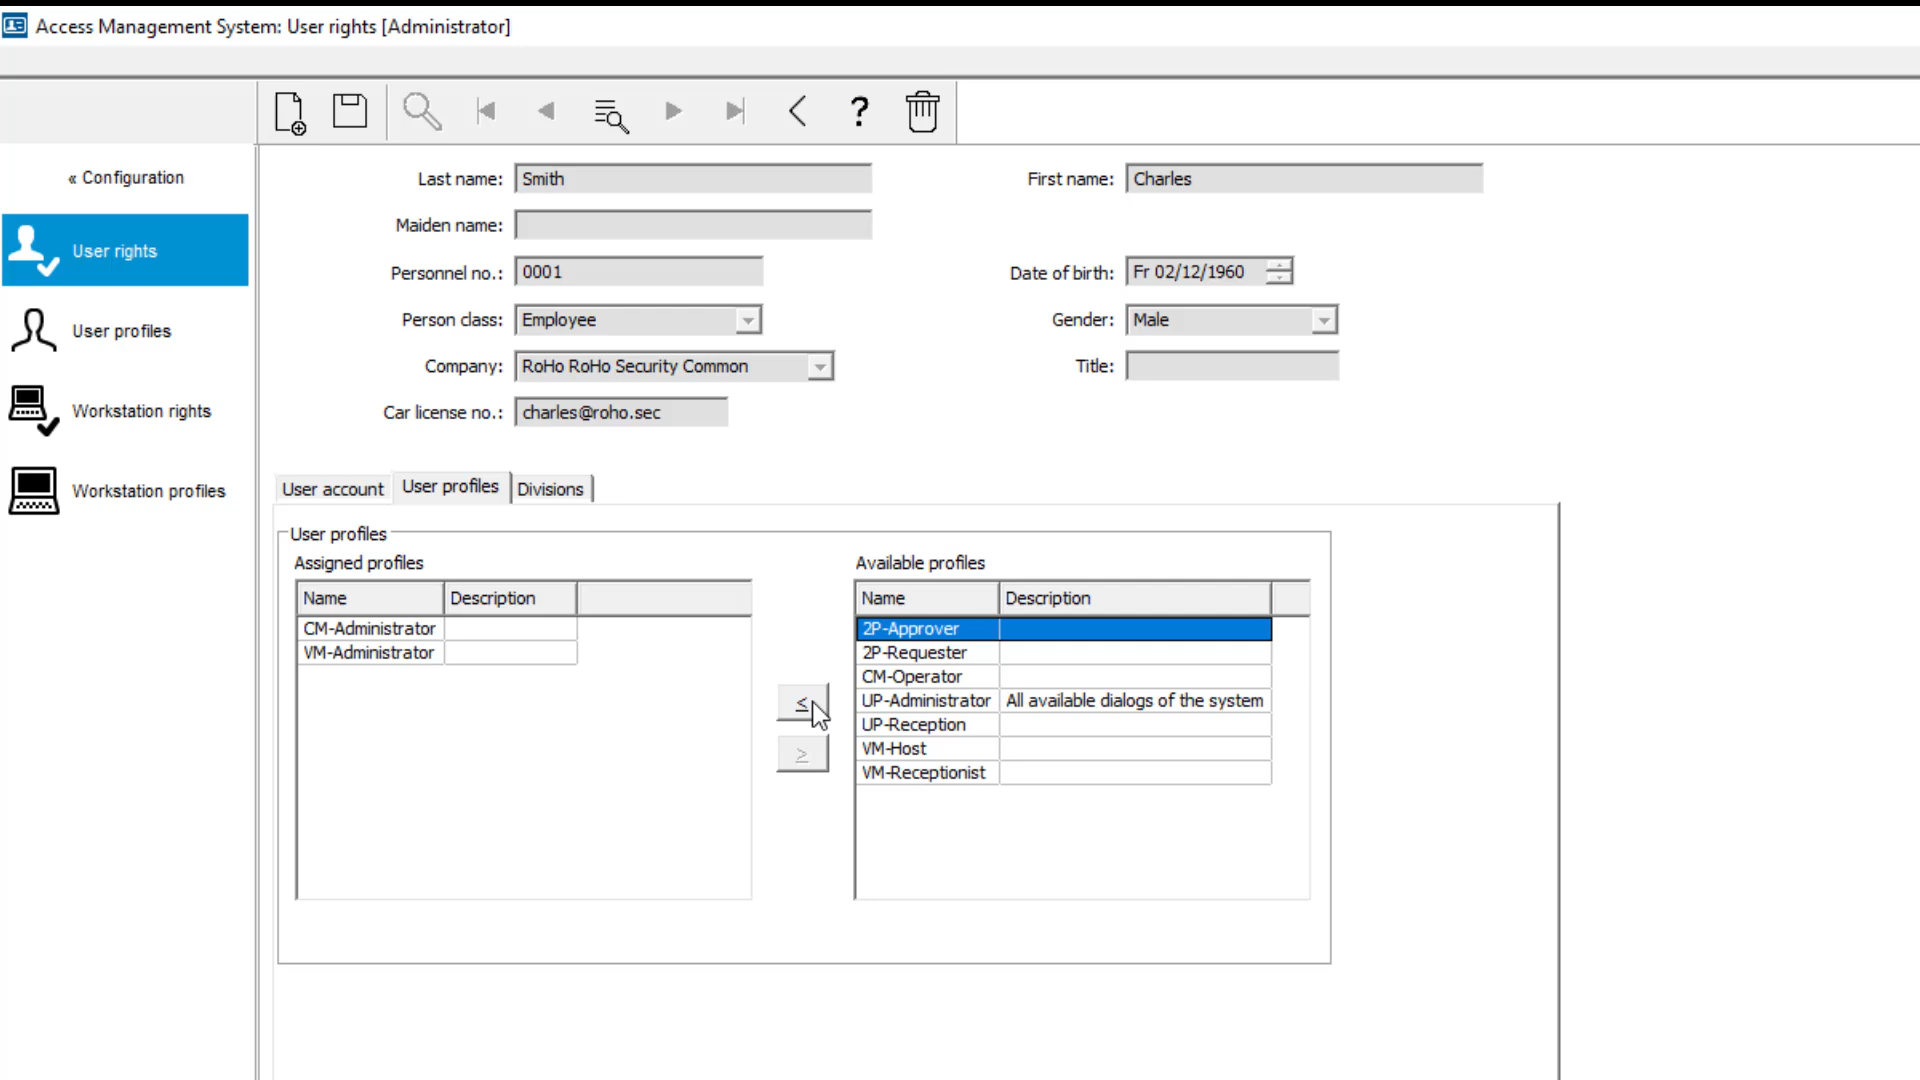 Access Management System: User rights [Administrator]
?
« Configuration
User rights
User profiles
Workstation rights
Workstation profiles
Last name: Smith
First name: Charles
Maiden name:
Personnel no.: 0001
Date of birth: Fr 02/12/1960
Person class: Employee
Gender: Male
Company: RoHo RoHo Security Common
Title:
Car license no.: charles@roho.sec
User account User profiles Divisions
User profiles
Assigned profiles
Name Description
CM-Administrator
VM-Administrator
≤
≥
Available profiles
Name Description
2P-Approver
2P-Requester
CM-Operator
UP-Administrator All available dialogs of the system
UP-Reception
VM-Host
VM-Receptionist